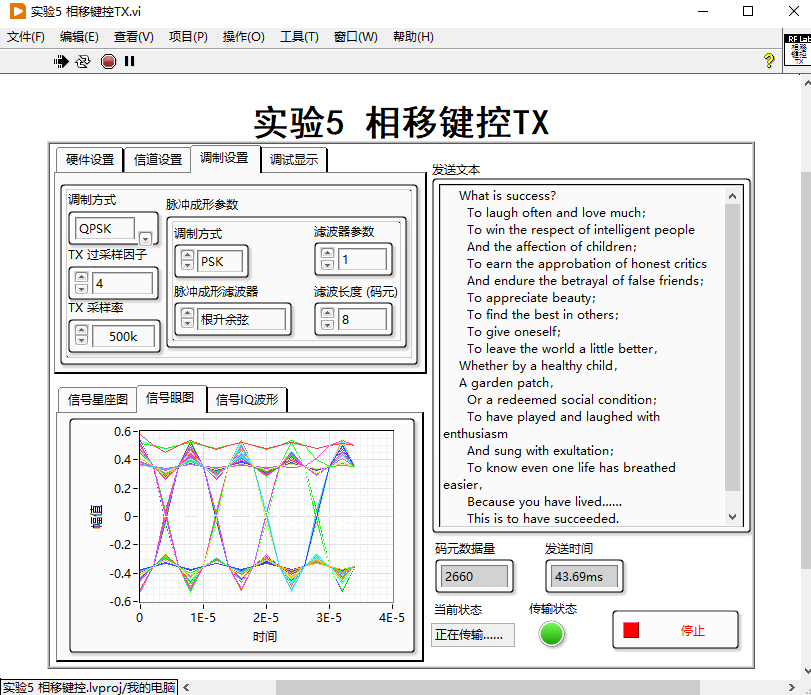 实验5 相移键控TX.vi
文件(F) 编辑(E) 查看(V) 项目(P) 操作(O) 工具(T) 窗口(W) 帮助(H)
RF Lab
相移
键控
TX
实验5 相移键控TX
硬件设置 信道设置 调制设置 调试显示
调制方式
QPSK
TX 过采样因子
4
TX 采样率
500k
脉冲成形参数
调制方式
PSK
滤波器参数
1
脉冲成形滤波器
根升余弦
滤波长度 (码元)
8
信号星座图 信号眼图 信号IQ波形
幅值
0.6
0.4
0.2
0
-0.2
-0.4
-0.6
0 1E-5 2E-5 3E-5 4E-5
时间
发送文本
What is success?
To laugh often and love much;
To win the respect of intelligent people
And the affection of children;
To earn the approbation of honest critics
And endure the betrayal of false friends;
To appreciate beauty;
To find the best in others;
To give oneself;
To leave the world a little better,
Whether by a healthy child,
A garden patch,
Or a redeemed social condition;
To have played and laughed with
enthusiasm
And sung with exultation;
To know even one life has breathed
easier,
Because you have lived......
This is to have succeeded.
码元数据量 发送时间
2660 43.69ms
当前状态 传输状态
正在传输......
停止
实验5 相移键控.lvproj/我的电脑